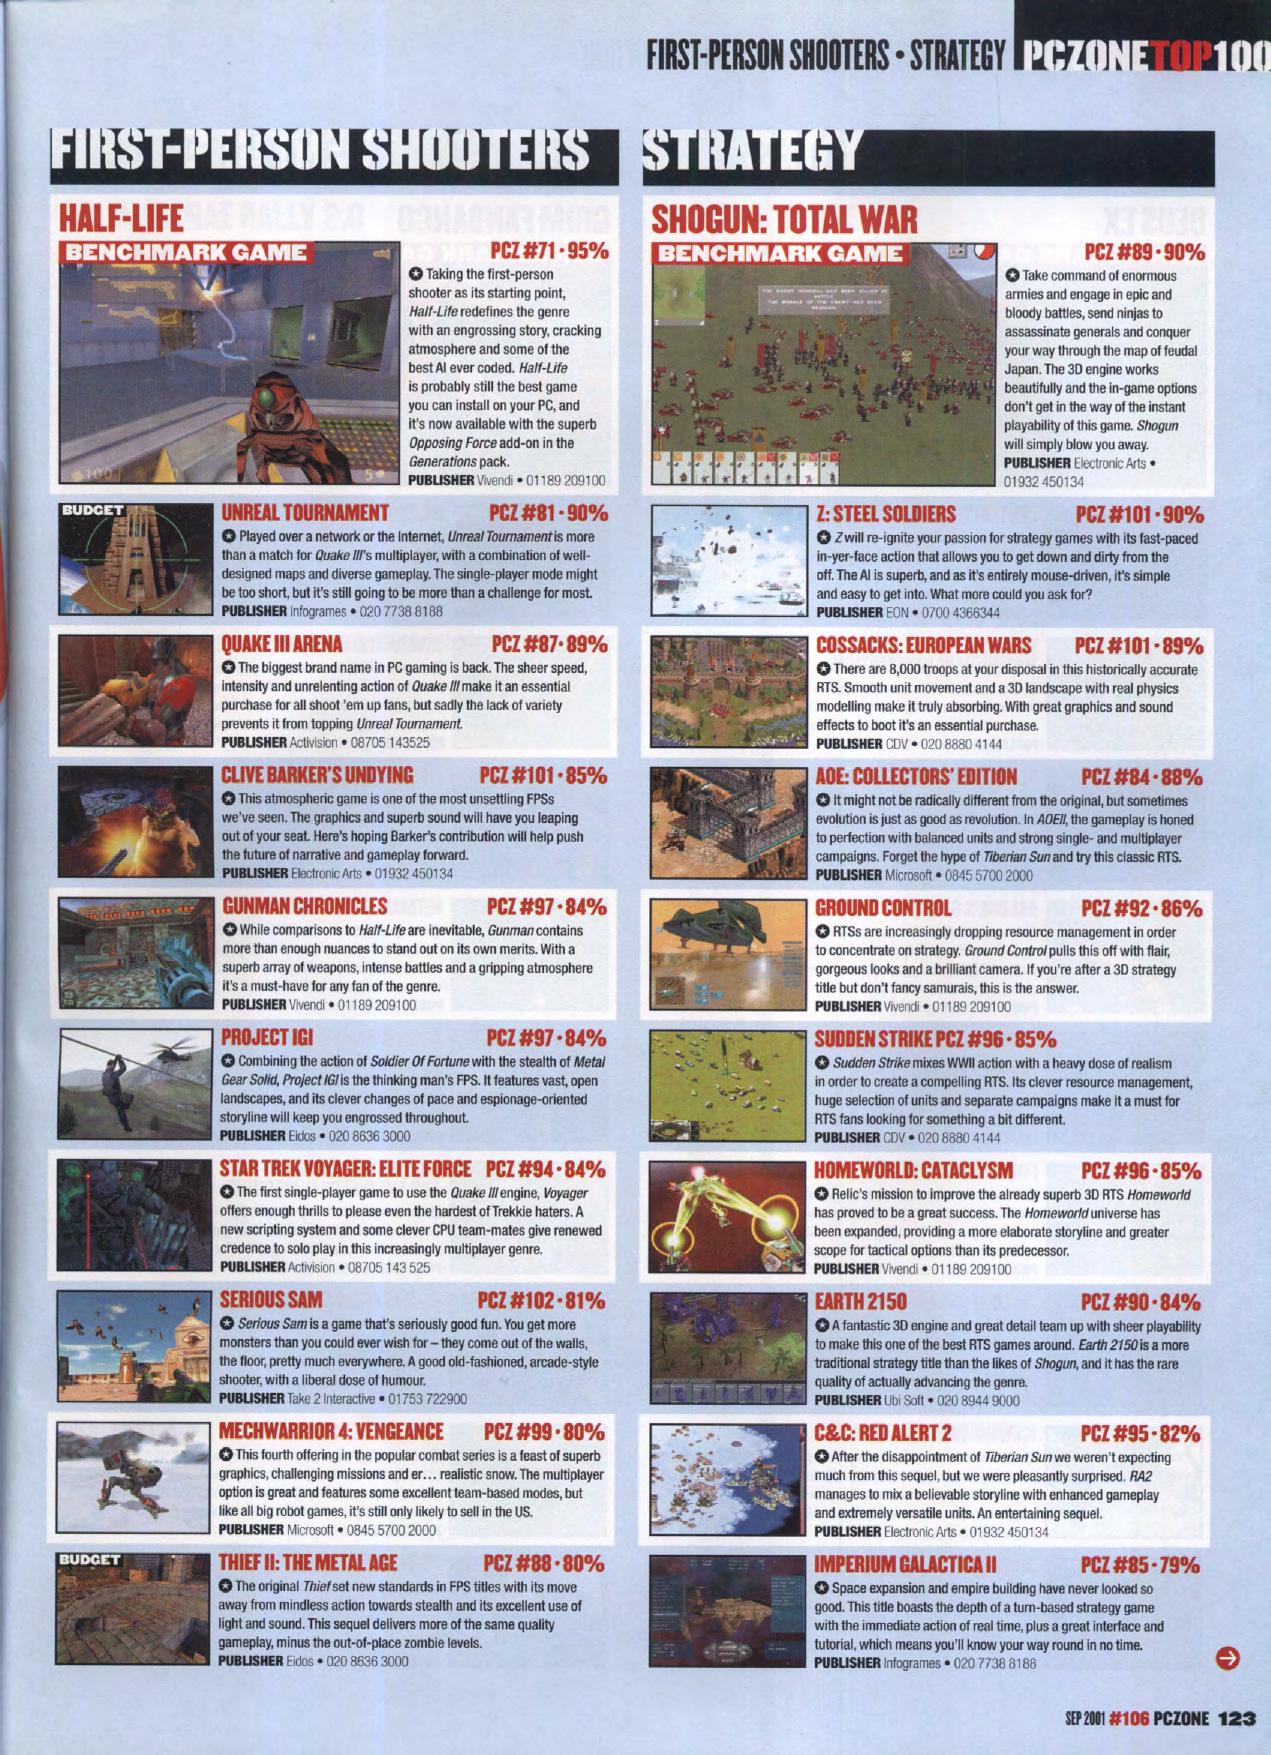 FIRST-PERSON SHOOTERS • STRATEGY PCZONETOP100
FIRST-PERSON SHOOTERS
HALF-LIFE
BENCHMARK GAME
PCZ #71 • 95%
Taking the first-person
shooter as its starting point,
Half-Life redefines the genre
with an engrossing story, cracking
atmosphere and some of the
best AI ever coded. Half-Life
is probably still the best game
you can install on your PC, and
it's now available with the superb
Opposing Force add-on in the
Generations pack.
PUBLISHER Vivendi • 01189 209100
BUDGET
UNREAL TOURNAMENT PCZ #81 • 90%
Played over a network or the Internet, Unreal Tournament is more
than a match for Quake III's multiplayer, with a combination of well-
designed maps and diverse gameplay. The single-player mode might
be too short, but it's still going to be more than a challenge for most.
PUBLISHER Infogrames • 020 7738 8188
QUAKE III ARENA PCZ #87 • 89%
The biggest brand name in PC gaming is back. The sheer speed,
intensity and unrelenting action of Quake III make it an essential
purchase for all shoot 'em up fans, but sadly the lack of variety
prevents it from topping Unreal Tournament.
PUBLISHER Activision • 08705 143525
CLIVE BARKER'S UNDYING PCZ #101 • 85%
This atmospheric game is one of the most unsettling FPSs
we've seen. The graphics and superb sound will have you leaping
out of your seat. Here's hoping Barker's contribution will help push
the future of narrative and gameplay forward.
PUBLISHER Electronic Arts • 01932 450134
GUNMAN CHRONICLES PCZ #97 • 84%
While comparisons to Half-Life are inevitable, Gunman contains
more than enough nuances to stand out on its own merits. With a
superb array of weapons, intense battles and a gripping atmosphere
it's a must-have for any fan of the genre.
PUBLISHER Vivendi • 01189 209100
PROJECT IGI PCZ #97 • 84%
Combining the action of Soldier Of Fortune with the stealth of Metal
Gear Solid, Project IGI is the thinking man's FPS. It features vast, open
landscapes, and its clever changes of pace and espionage-oriented
storyline will keep you engrossed throughout.
PUBLISHER Eidos • 020 8636 3000
STAR TREK VOYAGER: ELITE FORCE PCZ #94 • 84%
The first single-player game to use the Quake III engine, Voyager
offers enough thrills to please even the hardest of Trekkie haters. A
new scripting system and some clever CPU team-mates give renewed
credence to solo play in this increasingly multiplayer genre.
PUBLISHER Activision • 08705 143 525
SERIOUS SAM PCZ #102 • 81%
Serious Sam is a game that's seriously good fun. You get more
monsters than you could ever wish for – they come out of the walls,
the floor, pretty much everywhere. A good old-fashioned, arcade-style
shooter, with a liberal dose of humour.
PUBLISHER Take 2 Interactive • 01753 722900
MECHWARRIOR 4: VENGEANCE PCZ #99 • 80%
This fourth offering in the popular combat series is a feast of superb
graphics, challenging missions and er... realistic snow. The multiplayer
option is great and features some excellent team-based modes, but
like all big robot games, it's still only likely to sell in the US.
PUBLISHER Microsoft • 0845 5700 2000
BUDGET
THIEF II: THE METAL AGE PCZ #88 • 80%
The original Thief set new standards in FPS titles with its move
away from mindless action towards stealth and its excellent use of
light and sound. This sequel delivers more of the same quality
gameplay, minus the out-of-place zombie levels.
PUBLISHER Eidos • 020 8636 3000
STRATEGY
SHOGUN: TOTAL WAR
BENCHMARK GAME
PCZ #89 • 90%
Take command of enormous
armies and engage in epic and
bloody battles, send ninjas to
assassinate generals and conquer
your way through the map of feudal
Japan. The 3D engine works
beautifully and the in-game options
don't get in the way of the instant
playability of this game. Shogun
will simply blow you away.
PUBLISHER Electronic Arts •
01932 450134
Z: STEEL SOLDIERS PCZ #101 • 90%
Z will re-ignite your passion for strategy games with its fast-paced
in-yer-face action that allows you to get down and dirty from the
off. The AI is superb, and as it's entirely mouse-driven, it's simple
and easy to get into. What more could you ask for?
PUBLISHER EON • 0700 4366344
COSSACKS: EUROPEAN WARS PCZ #101 • 89%
There are 8,000 troops at your disposal in this historically accurate
RTS. Smooth unit movement and a 3D landscape with real physics
modelling make it truly absorbing. With great graphics and sound
effects to boot it's an essential purchase.
PUBLISHER CDV • 020 8880 4144
AOE: COLLECTORS' EDITION PCZ #84 • 88%
It might not be radically different from the original, but sometimes
evolution is just as good as revolution. In AOEII, the gameplay is honed
to perfection with balanced units and strong single- and multiplayer
campaigns. Forget the hype of Tiberian Sun and try this classic RTS.
PUBLISHER Microsoft • 0845 5700 2000
GROUND CONTROL PCZ #92 • 86%
RTSs are increasingly dropping resource management in order
to concentrate on strategy. Ground Control pulls this off with flair,
gorgeous looks and a brilliant camera. If you're after a 3D strategy
title but don't fancy samurais, this is the answer.
PUBLISHER Vivendi • 01189 209100
SUDDEN STRIKE PCZ #96 • 85%
Sudden Strike mixes WWII action with a heavy dose of realism
in order to create a compelling RTS. Its clever resource management,
huge selection of units and separate campaigns make it a must for
RTS fans looking for something a bit different.
PUBLISHER CDV • 020 8880 4144
HOMEWORLD: CATACLYSM PCZ #96 • 85%
Relic's mission to improve the already superb 3D RTS Homeworld
has proved to be a great success. The Homeworld universe has
been expanded, providing a more elaborate storyline and greater
scope for tactical options than its predecessor.
PUBLISHER Vivendi • 01189 209100
EARTH 2150 PCZ #90 • 84%
A fantastic 3D engine and great detail team up with sheer playability
to make this one of the best RTS games around. Earth 2150 is a more
traditional strategy title than the likes of Shogun, and it has the rare
quality of actually advancing the genre.
PUBLISHER Ubi Soft • 020 8944 9000
C&C: RED ALERT 2 PCZ #95 • 82%
After the disappointment of Tiberian Sun we weren't expecting
much from this sequel, but we were pleasantly surprised. RA2
manages to mix a believable storyline with enhanced gameplay
and extremely versatile units. An entertaining sequel.
PUBLISHER Electronic Arts • 01932 450134
IMPERIUM GALACTICA II PCZ #85 • 79%
Space expansion and empire building have never looked so
good. This title boasts the depth of a turn-based strategy game
with the immediate action of real time, plus a great interface and
tutorial, which means you'll know your way round in no time.
PUBLISHER Infogrames • 020 7738 8188
SEP 2001 #106 PCZONE 123